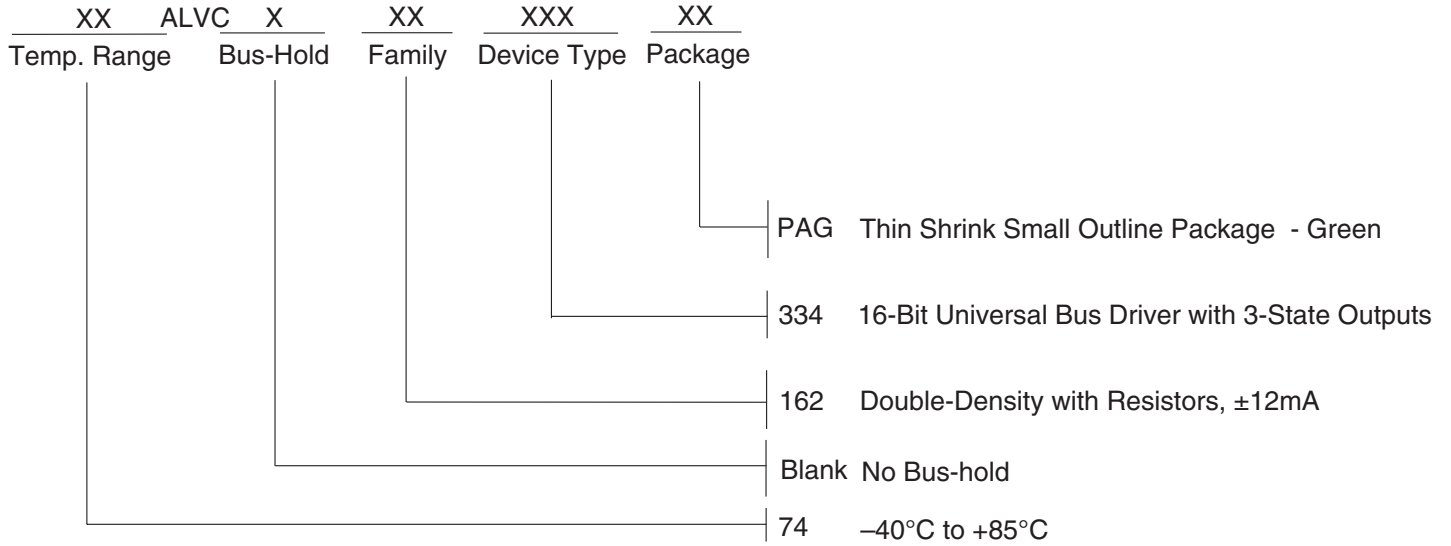 XX ALVC X XX XXX XX
Temp. Range Bus-Hold Family Device Type Package
PAG Thin Shrink Small Outline Package - Green
334 16-Bit Universal Bus Driver with 3-State Outputs
162 Double-Density with Resistors, ±12mA
Blank No Bus-hold
74 –40°C to +85°C